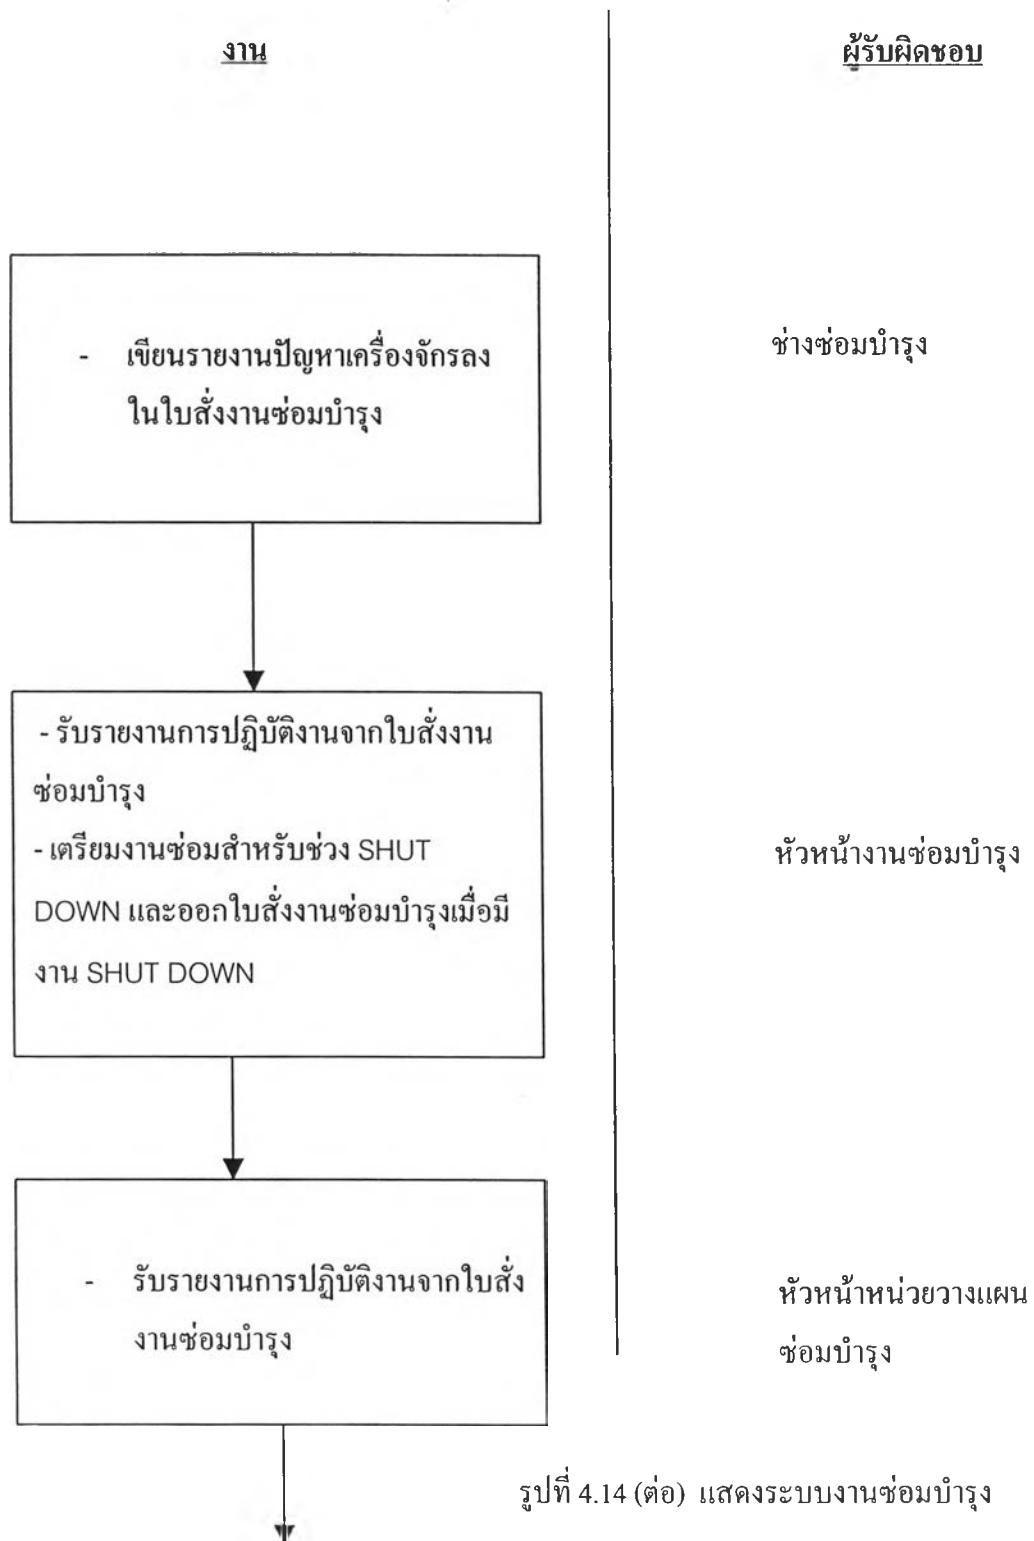 งาน
ผู้รับผิดชอบ
- เขียนรายงานปัญหาเครื่องจักรลง
ในใบสั่งงานซ่อมบำรุง
ช่างซ่อมบำรุง
- รับรายงานการปฏิบัติงานจากใบสั่งงาน
ซ่อมบำรุง
- เตรียมงานซ่อมสำหรับช่วง SHUT
DOWN และออกใบสั่งงานซ่อมบำรุงเมื่อมี
งาน SHUT DOWN
หัวหน้างานซ่อมบำรุง
- รับรายงานการปฏิบัติงานจากใบสั่ง
งานซ่อมบำรุง
หัวหน้าหน่วยวางแผน
ซ่อมบำรุง
รูปที่ 4.14 (ต่อ) แสดงระบบงานซ่อมบำรุง